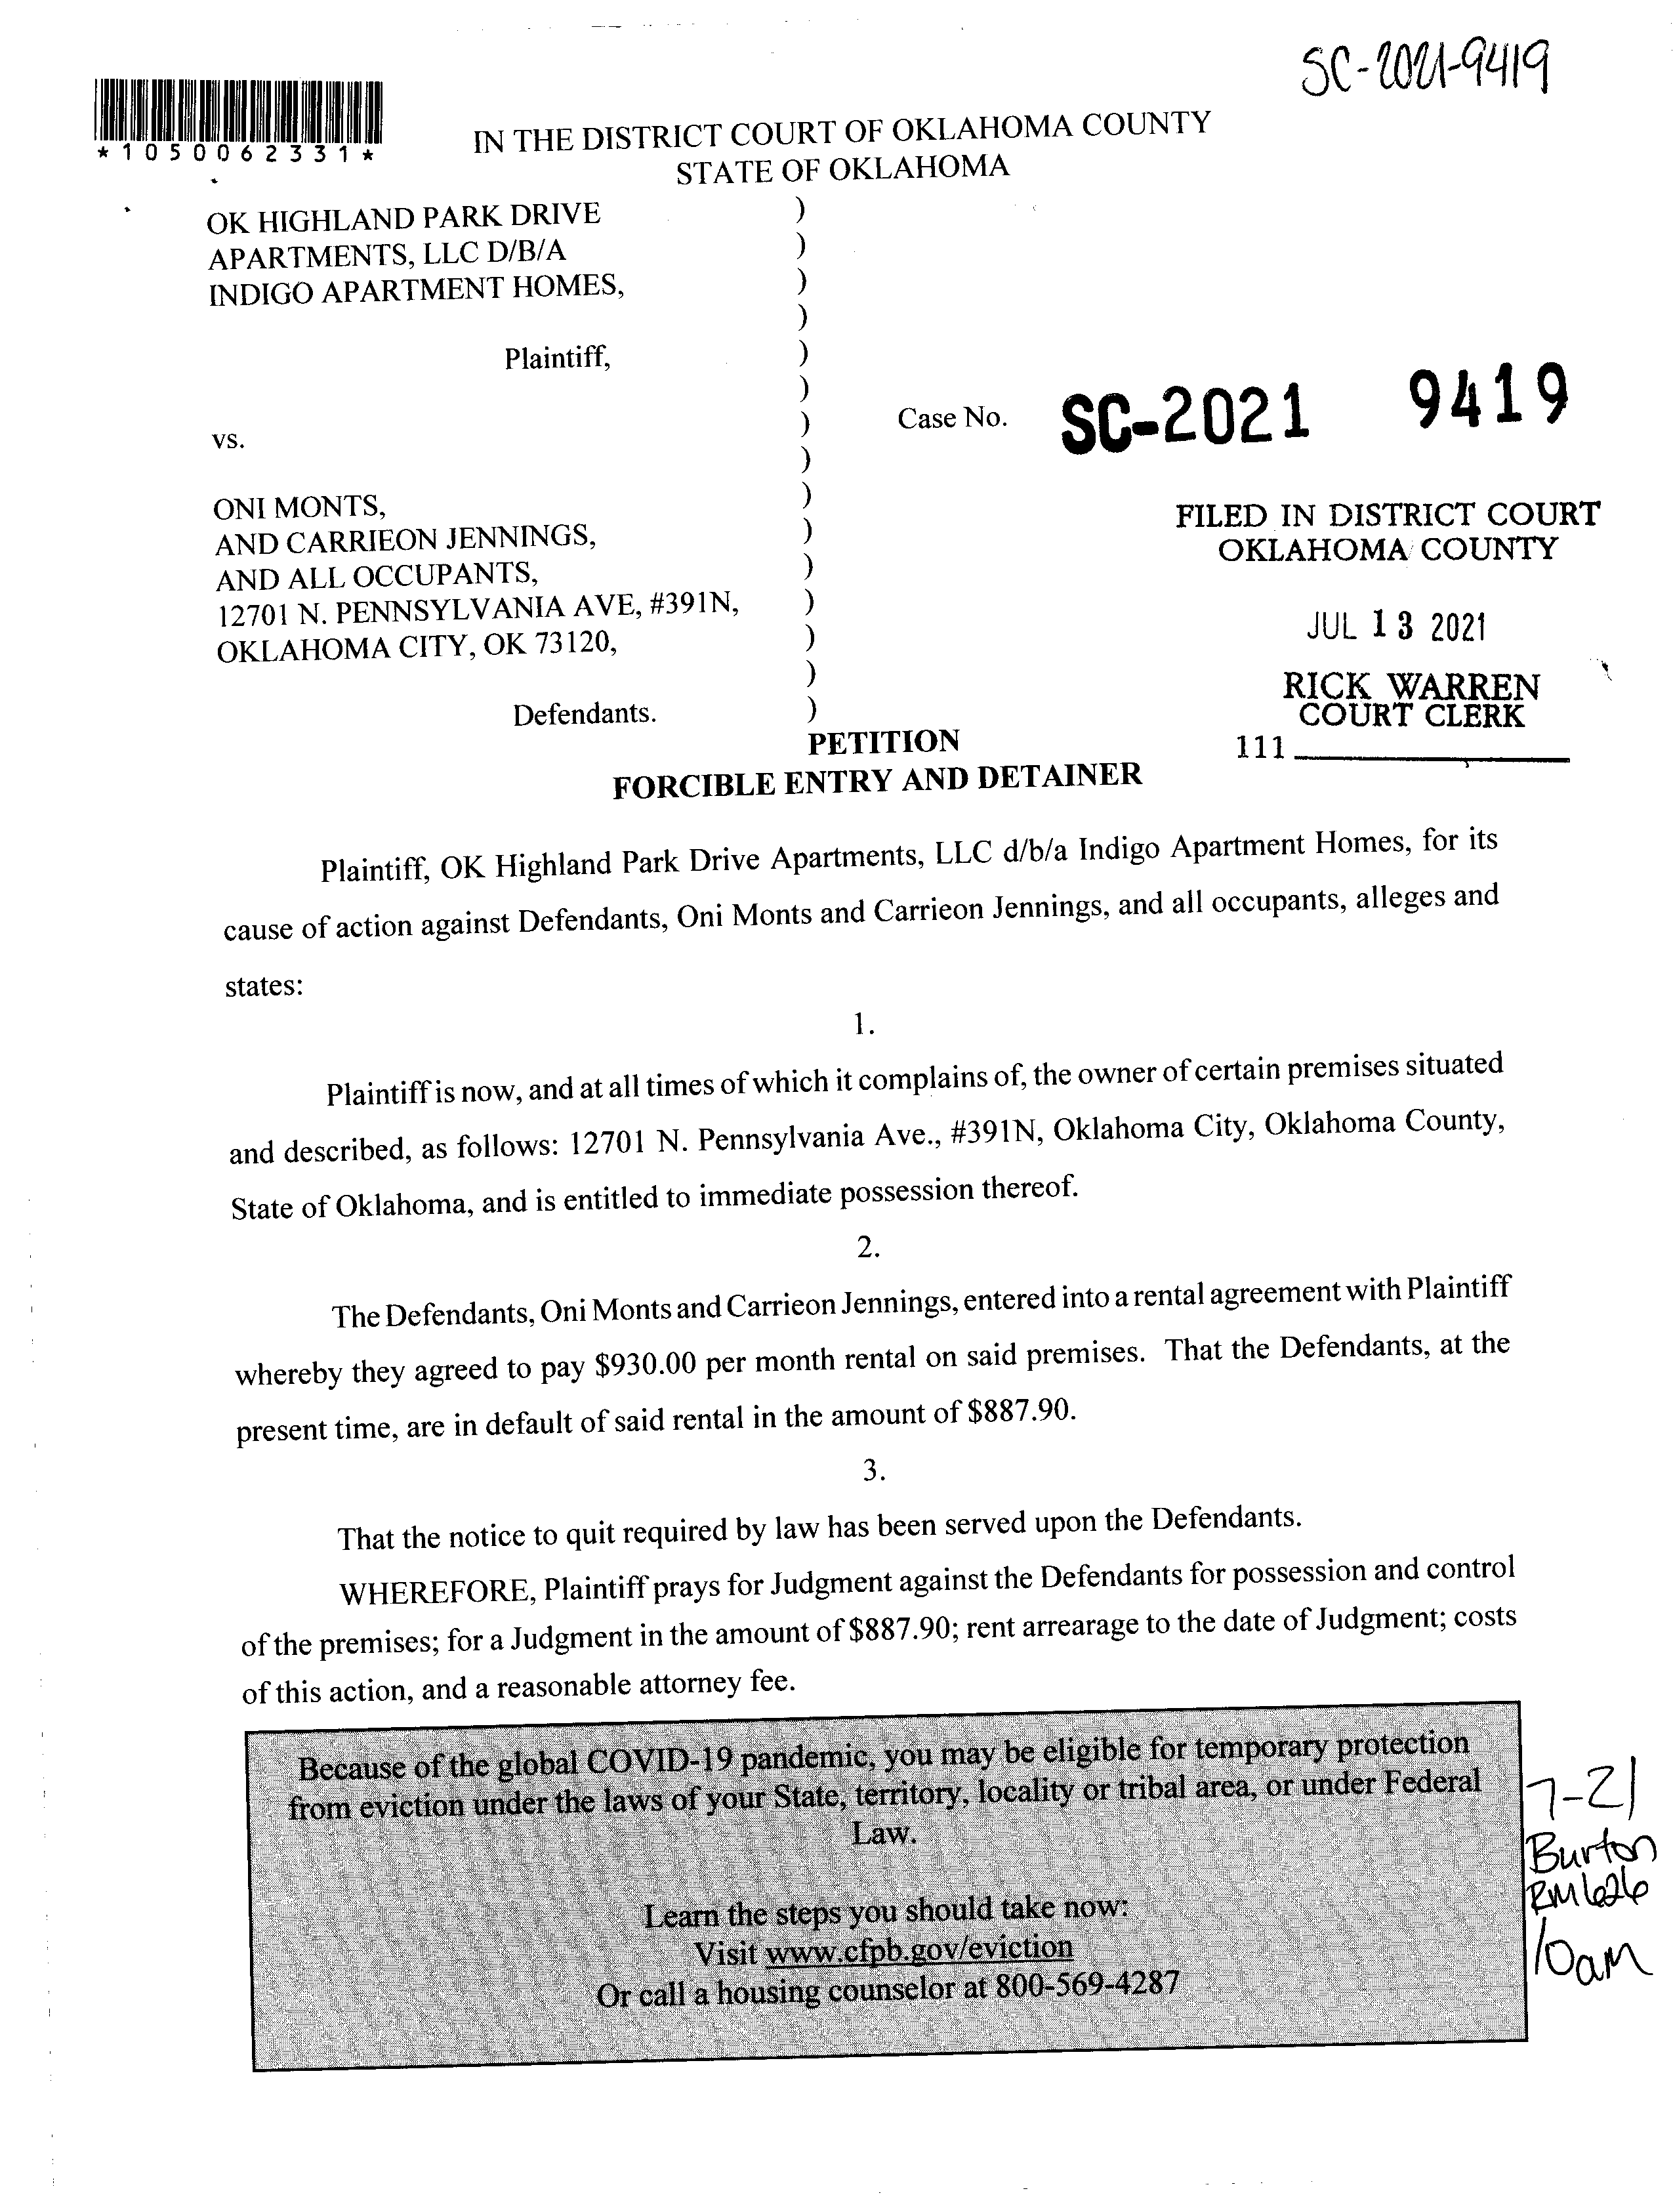 SC-2021-9419
*1050062331*
IN THE DISTRICT COURT OF OKLAHOMA COUNTY
STATE OF OKLAHOMA
OK HIGHLAND PARK DRIVE )
APARTMENTS, LLC D/B/A )
INDIGO APARTMENT HOMES, )
)
Plaintiff, )
)
Case No. SC-2021 9419
vs. )
)
ONI MONTS, )
AND CARRIEON JENNINGS, )
AND ALL OCCUPANTS, )
12701 N. PENNSYLVANIA AVE, #391N, )
OKLAHOMA CITY, OK 73120, )
)
Defendants. )
FILED IN DISTRICT COURT
OKLAHOMA COUNTY
JUL 13 2021
RICK WARREN
COURT CLERK
111
PETITION
FORCIBLE ENTRY AND DETAINER
Plaintiff, OK Highland Park Drive Apartments, LLC d/b/a Indigo Apartment Homes, for its
cause of action against Defendants, Oni Monts and Carrieon Jennings, and all occupants, alleges and
states:
1.
Plaintiff is now, and at all times of which it complains of, the owner of certain premises situated
and described, as follows: 12701 N. Pennsylvania Ave., #391N, Oklahoma City, Oklahoma County,
State of Oklahoma, and is entitled to immediate possession thereof.
2.
The Defendants, Oni Monts and Carrieon Jennings, entered into a rental agreement with Plaintiff
whereby they agreed to pay $930.00 per month rental on said premises. That the Defendants, at the
present time, are in default of said rental in the amount of $887.90.
3.
That the notice to quit required by law has been served upon the Defendants.
WHEREFORE, Plaintiff prays for Judgment against the Defendants for possession and control
of the premises; for a Judgment in the amount of $887.90; rent arrearage to the date of Judgment; costs
of this action, and a reasonable attorney fee.
Because of the global COVID-19 pandemic, you may be eligible for temporary protection
from eviction under the laws of your State, territory, locality or tribal area, or under Federal
Law.
Learn the steps you should take now:
Visit www.cfpb.gov/eviction
Or call a housing counselor at 800-569-4287
7-21
Burton
RM626
10am